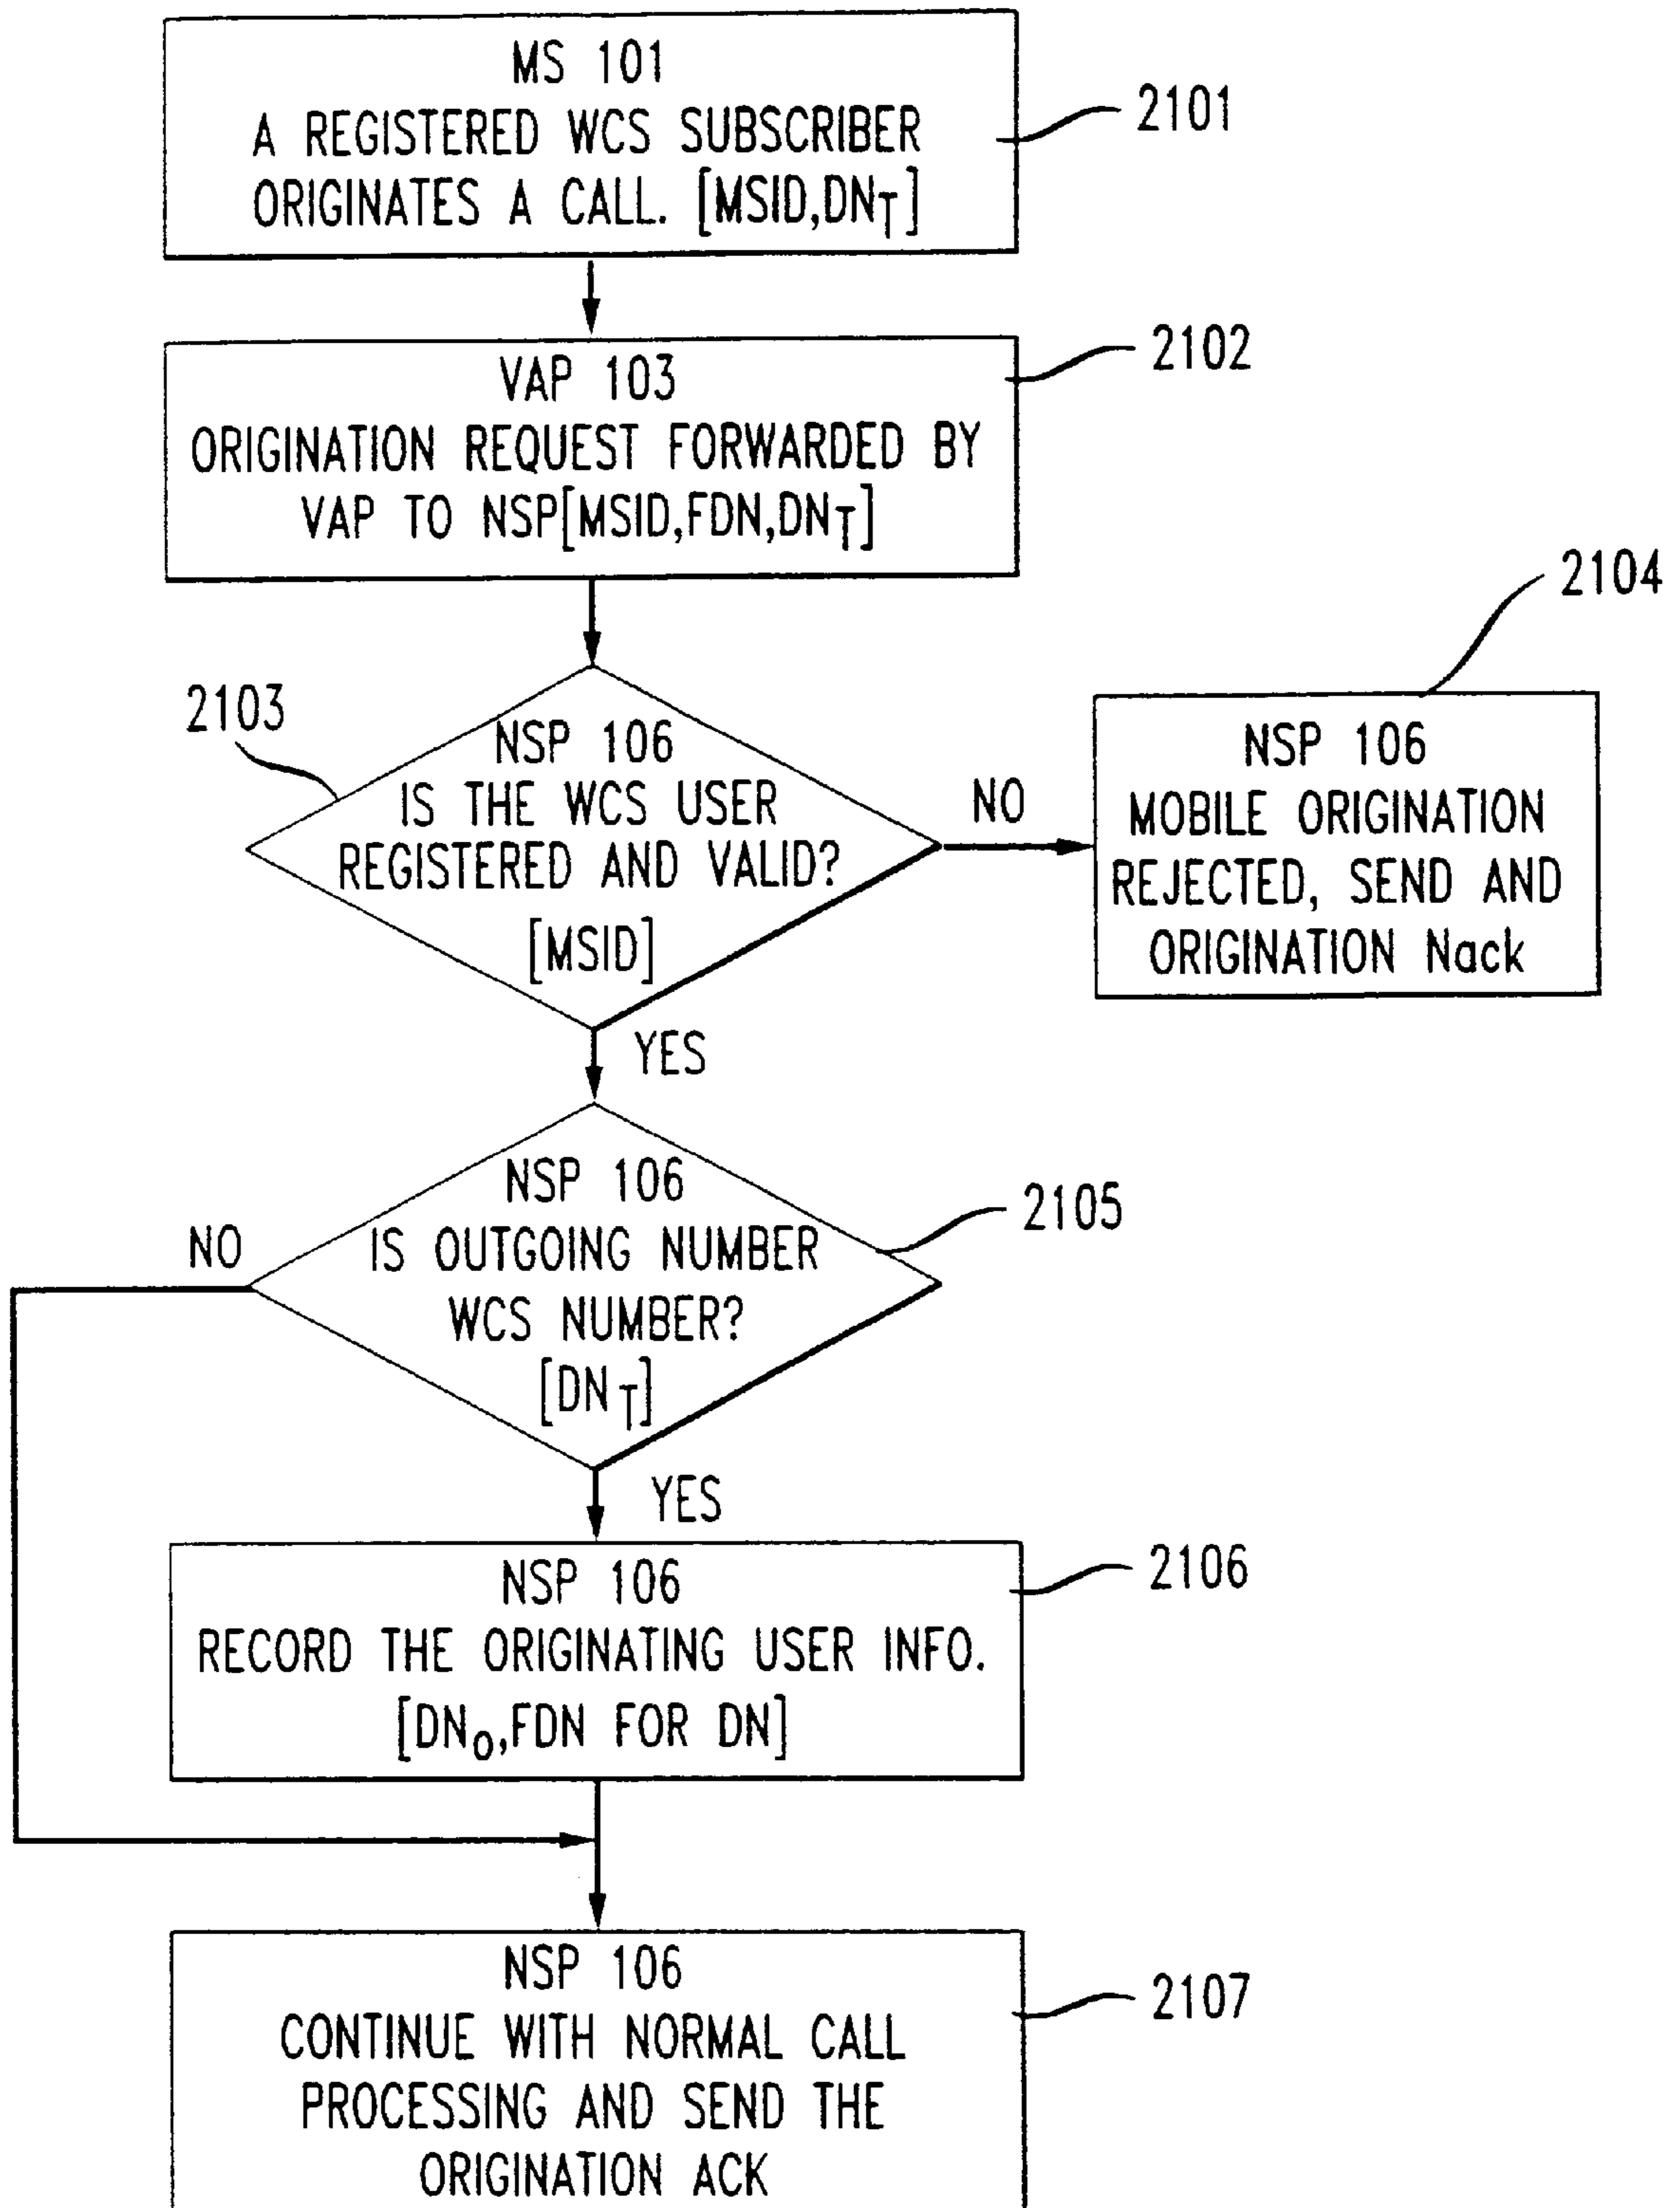 MS 101
A REGISTERED WCS SUBSCRIBER
ORIGINATES A CALL. [MSID,DNT]
2101
VAP 103
ORIGINATION REQUEST FORWARDED BY
VAP TO NSP[MSID,FDN,DNT]
2102
2103
NSP 106
IS THE WCS USER
REGISTERED AND VALID?
[MSID]
NO
YES
2104
NSP 106
MOBILE ORIGINATION
REJECTED, SEND AND
ORIGINATION Nack
NSP 106
IS OUTGOING NUMBER
WCS NUMBER?
[DNT]
2105
NO
YES
NSP 106
RECORD THE ORIGINATING USER INFO.
[DNO,FDN FOR DN]
2106
NSP 106
CONTINUE WITH NORMAL CALL
PROCESSING AND SEND THE
ORIGINATION ACK
2107